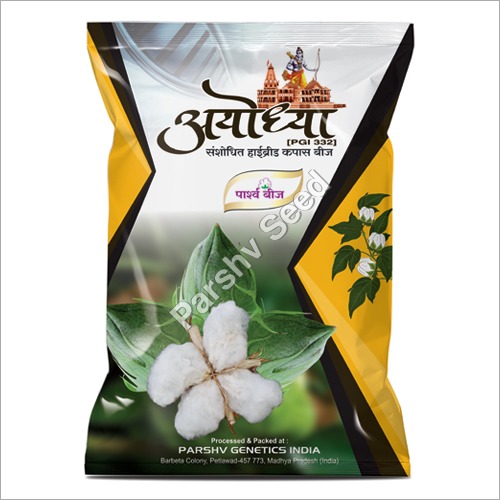 अयोध्या
[PGI 332]
संशोधित हाईब्रीड कपास बीज
पार्श्व बीज
Parshv Seed
Processed & Packed at :
PARSHV GENETICS INDIA
Barbeta Colony, Petlawad-457 773, Madhya Pradesh (India)